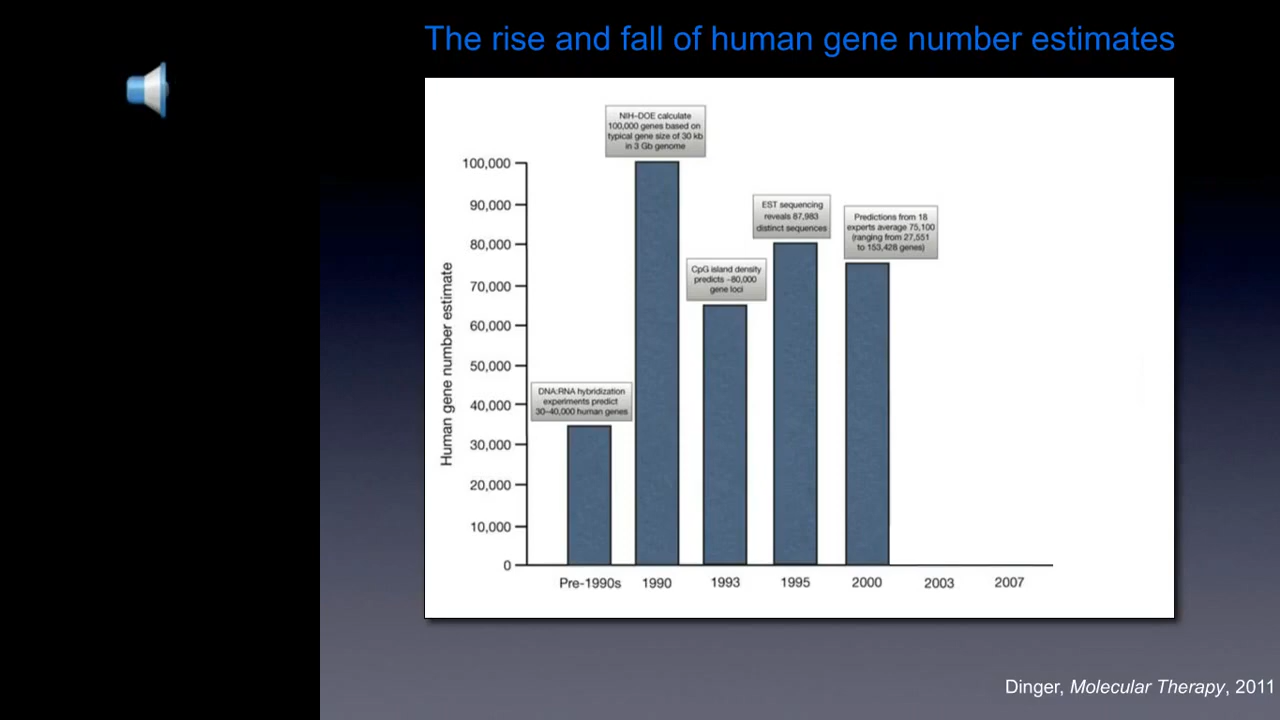 The rise and fall of human gene number estimates
NIH-DOE calculate
100,000 genes based on
typical gene size of 30 kb
in 3 Gb genome
EST sequencing
reveals 87,983
distinct sequences
Predictions from 18
experts average 75,100
(ranging from 27,551
to 153,428 genes)
CpG island density
predicts ~80,000
gene loci
DNA:RNA hybridization
experiments predict
30–40,000 human genes
Human gene number estimate
100,000
90,000
80,000
70,000
60,000
50,000
40,000
30,000
20,000
10,000
0
Pre-1990s 1990 1993 1995 2000 2003 2007
Dinger, Molecular Therapy, 2011